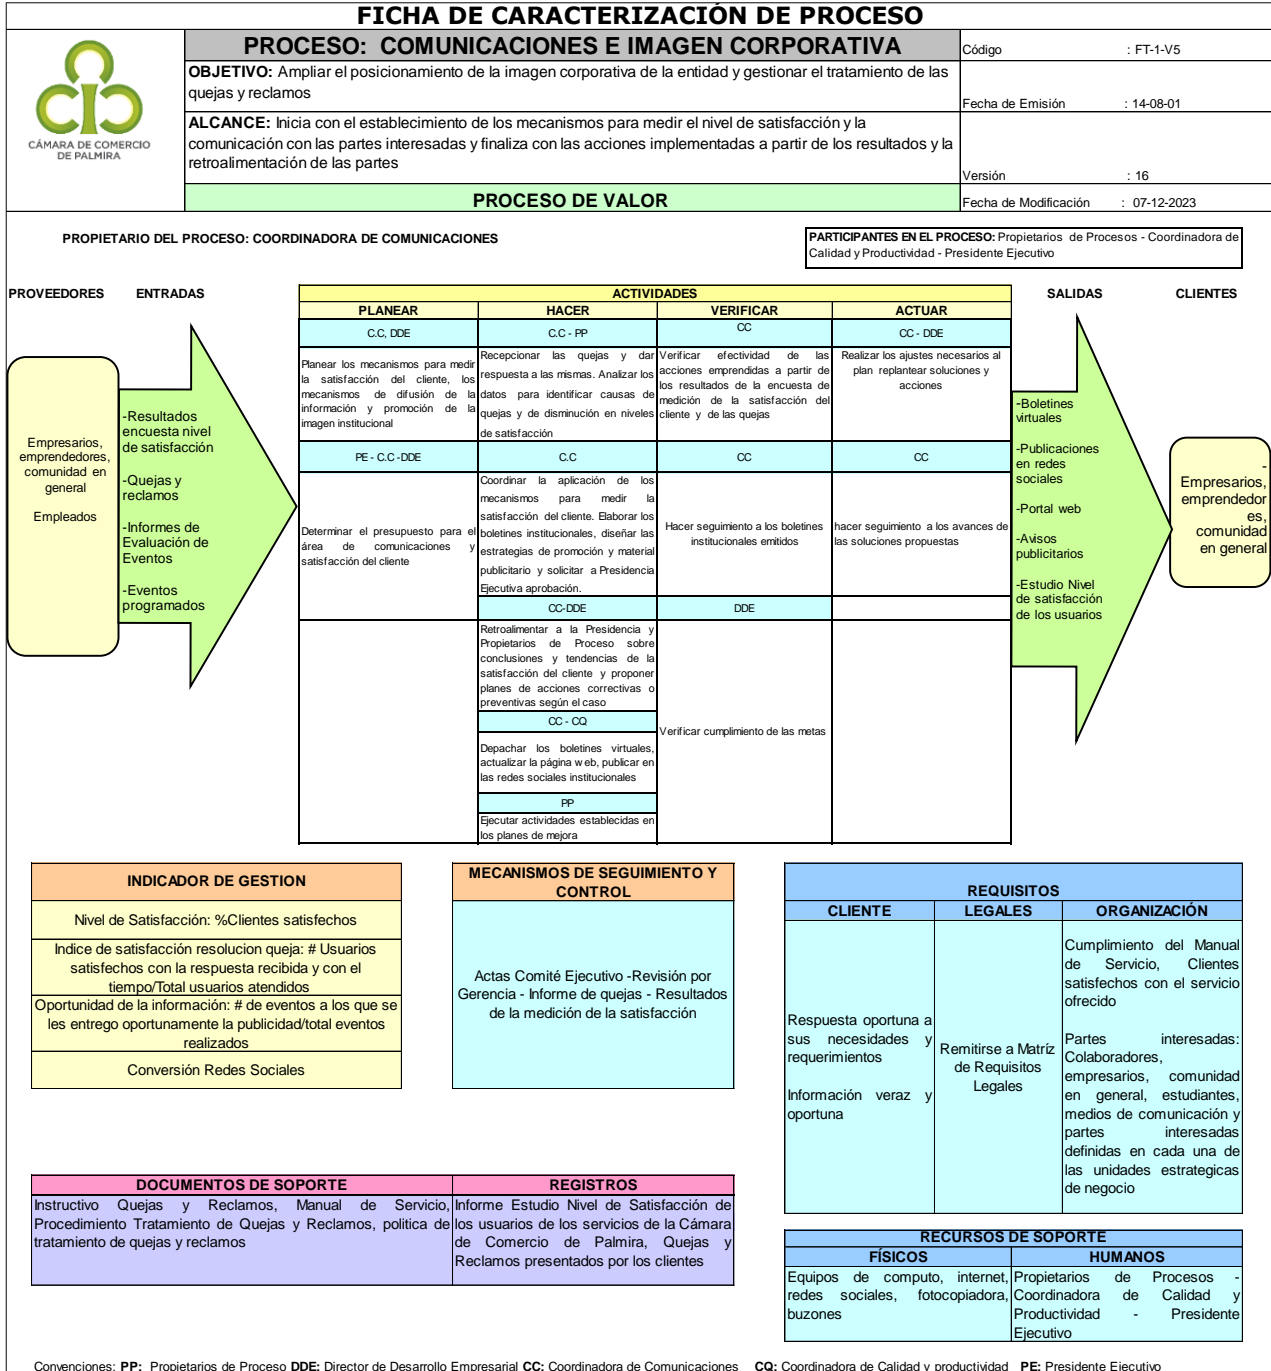 FICHA DE CARACTERIZACIÓN DE PROCESO
PROCESO: COMUNICACIONES E IMAGEN CORPORATIVA
Código : FT-1-V5
OBJETIVO: Ampliar el posicionamiento de la imagen corporativa de la entidad y gestionar el tratamiento de las
quejas y reclamos
Fecha de Emisión : 14-08-01
CÁMARA DE COMERCIO
DE PALMIRA
ALCANCE: Inicia con el establecimiento de los mecanismos para medir el nivel de satisfacción y la
comunicación con las partes interesadas y finaliza con las acciones implementadas a partir de los resultados y la
retroalimentación de las partes
Versión : 16
PROCESO DE VALOR
Fecha de Modificación : 07-12-2023
PROPIETARIO DEL PROCESO: COORDINADORA DE COMUNICACIONES
PARTICIPANTES EN EL PROCESO: Propietarios de Procesos - Coordinadora de
Calidad y Productividad - Presidente Ejecutivo
PROVEEDORES
ENTRADAS
ACTIVIDADES
SALIDAS
CLIENTES
Empresarios,
emprendedores,
comunidad en
general
Empleados
-Resultados
encuesta nivel
de satisfacción
-Quejas y
reclamos
-Informes de
Evaluación de
Eventos
-Eventos
programados
PLANEAR
HACER
VERIFICAR
ACTUAR
C.C, DDE
C.C - PP
CC
CC - DDE
Planear los mecanismos para medir
la satisfacción del cliente, los
mecanismos de difusión de la
información y promoción de la
imagen institucional
Recepcionar las quejas y dar
respuesta a las mismas. Analizar los
datos para identificar causas de
quejas y de disminución en niveles
de satisfacción
Verificar efectividad de las
acciones emprendidas a partir de
los resultados de la encuesta de
medición de la satisfacción del
cliente y de las quejas
Realizar los ajustes necesarios al
plan replantear soluciones y
acciones
PE - C.C -DDE
C.C
CC
CC
Determinar el presupuesto para el
área de comunicaciones y
satisfacción del cliente
Coordinar la aplicación de los
mecanismos para medir la
satisfacción del cliente. Elaborar los
boletines institucionales, diseñar las
estrategias de promoción y material
publicitario y solicitar a Presidencia
Ejecutiva aprobación.
Hacer seguimiento a los boletines
institucionales emitidos
hacer seguimiento a los avances de
las soluciones propuestas
CC-DDE
DDE
Retroalimentar a la Presidencia y
Propietarios de Proceso sobre
conclusiones y tendencias de la
satisfacción del cliente y proponer
planes de acciones correctivas o
preventivas según el caso
CC - CQ
Depachar los boletines virtuales,
actualizar la página web, publicar en
las redes sociales institucionales
PP
Ejecutar actividades establecidas en
los planes de mejora
Verificar cumplimiento de las metas
-Boletines
virtuales
-Publicaciones
en redes
sociales
-Portal web
-Avisos
publicitarios
-Estudio Nivel
de satisfacción
de los usuarios
-
Empresarios,
emprendedor
es,
comunidad
en general
INDICADOR DE GESTION
Nivel de Satisfacción: %Clientes satisfechos
Indice de satisfacción resolucion queja: # Usuarios
satisfechos con la respuesta recibida y con el
tiempo/Total usuarios atendidos
Oportunidad de la información: # de eventos a los que se
les entrego oportunamente la publicidad/total eventos
realizados
Conversión Redes Sociales
MECANISMOS DE SEGUIMIENTO Y
CONTROL
Actas Comité Ejecutivo -Revisión por
Gerencia - Informe de quejas - Resultados
de la medición de la satisfacción
REQUISITOS
CLIENTE
LEGALES
ORGANIZACIÓN
Respuesta oportuna a
sus necesidades y
requerimientos
Información veraz y
oportuna
Remitirse a Matríz
de Requisitos
Legales
Cumplimiento del Manual
de Servicio, Clientes
satisfechos con el servicio
ofrecido
Partes interesadas:
Colaboradores,
empresarios, comunidad
en general, estudiantes,
medios de comunicación y
partes interesadas
definidas en cada una de
las unidades estrategicas
de negocio
DOCUMENTOS DE SOPORTE
REGISTROS
Instructivo Quejas y Reclamos, Manual de Servicio,
Procedimiento Tratamiento de Quejas y Reclamos, politica de
tratamiento de quejas y reclamos
Informe Estudio Nivel de Satisfacción de
los usuarios de los servicios de la Cámara
de Comercio de Palmira, Quejas y
Reclamos presentados por los clientes
RECURSOS DE SOPORTE
FÍSICOS
HUMANOS
Equipos de computo, internet,
redes sociales, fotocopiadora,
buzones
Propietarios de Procesos -
Coordinadora de Calidad y
Productividad - Presidente
Ejecutivo
Convenciones: PP: Propietarios de Proceso DDE: Director de Desarrollo Empresarial CC: Coordinadora de Comunicaciones CQ: Coordinadora de Calidad y productividad PE: Presidente Ejecutivo